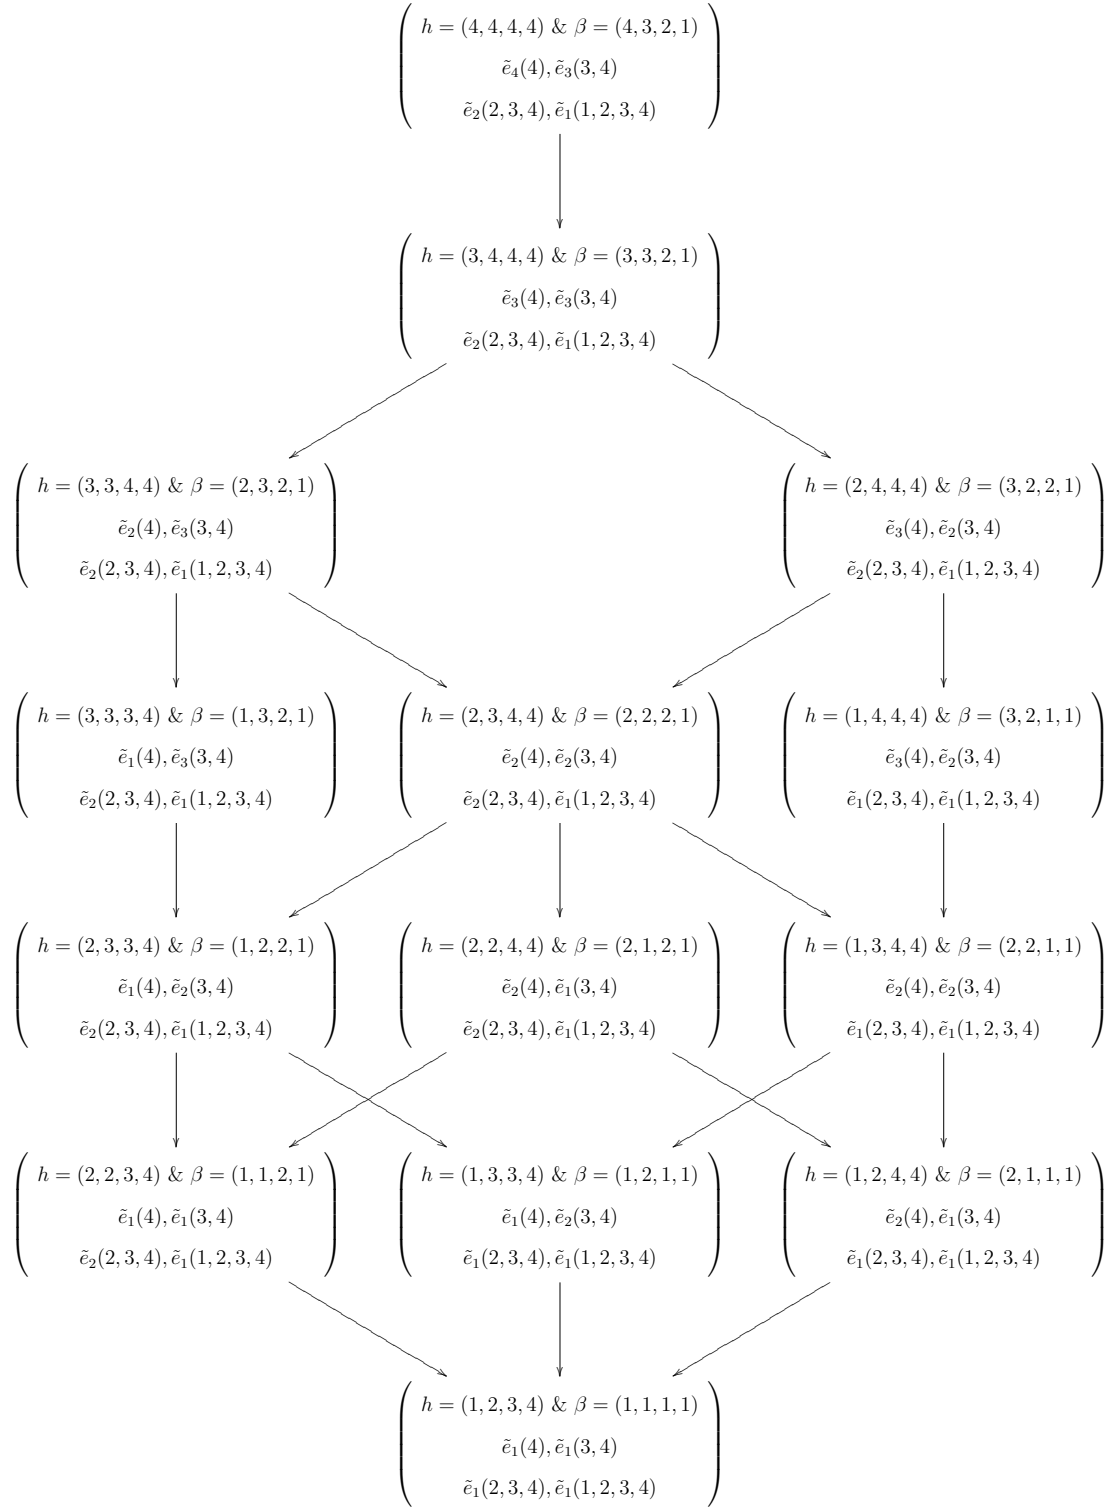 h = (4, 4, 4, 4) & β = (4, 3, 2, 1)
ẽ₄(4), ẽ₃(3, 4)
ẽ₂(2, 3, 4), ẽ₁(1, 2, 3, 4)
h = (3, 4, 4, 4) & β = (3, 3, 2, 1)
ẽ₃(4), ẽ₃(3, 4)
ẽ₂(2, 3, 4), ẽ₁(1, 2, 3, 4)
h = (3, 3, 4, 4) & β = (2, 3, 2, 1)
ẽ₂(4), ẽ₃(3, 4)
ẽ₂(2, 3, 4), ẽ₁(1, 2, 3, 4)
h = (2, 4, 4, 4) & β = (3, 2, 2, 1)
ẽ₃(4), ẽ₂(3, 4)
ẽ₂(2, 3, 4), ẽ₁(1, 2, 3, 4)
h = (3, 3, 3, 4) & β = (1, 3, 2, 1)
ẽ₁(4), ẽ₃(3, 4)
ẽ₂(2, 3, 4), ẽ₁(1, 2, 3, 4)
h = (2, 3, 4, 4) & β = (2, 2, 2, 1)
ẽ₂(4), ẽ₂(3, 4)
ẽ₂(2, 3, 4), ẽ₁(1, 2, 3, 4)
h = (1, 4, 4, 4) & β = (3, 2, 1, 1)
ẽ₃(4), ẽ₂(3, 4)
ẽ₁(2, 3, 4), ẽ₁(1, 2, 3, 4)
h = (2, 3, 3, 4) & β = (1, 2, 2, 1)
ẽ₁(4), ẽ₂(3, 4)
ẽ₂(2, 3, 4), ẽ₁(1, 2, 3, 4)
h = (2, 2, 4, 4) & β = (2, 1, 2, 1)
ẽ₂(4), ẽ₁(3, 4)
ẽ₂(2, 3, 4), ẽ₁(1, 2, 3, 4)
h = (1, 3, 4, 4) & β = (2, 2, 1, 1)
ẽ₂(4), ẽ₂(3, 4)
ẽ₁(2, 3, 4), ẽ₁(1, 2, 3, 4)
h = (2, 2, 3, 4) & β = (1, 1, 2, 1)
ẽ₁(4), ẽ₁(3, 4)
ẽ₂(2, 3, 4), ẽ₁(1, 2, 3, 4)
h = (1, 3, 3, 4) & β = (1, 2, 1, 1)
ẽ₁(4), ẽ₂(3, 4)
ẽ₁(2, 3, 4), ẽ₁(1, 2, 3, 4)
h = (1, 2, 4, 4) & β = (2, 1, 1, 1)
ẽ₂(4), ẽ₁(3, 4)
ẽ₁(2, 3, 4), ẽ₁(1, 2, 3, 4)
h = (1, 2, 3, 4) & β = (1, 1, 1, 1)
ẽ₁(4), ẽ₁(3, 4)
ẽ₁(2, 3, 4), ẽ₁(1, 2, 3, 4)